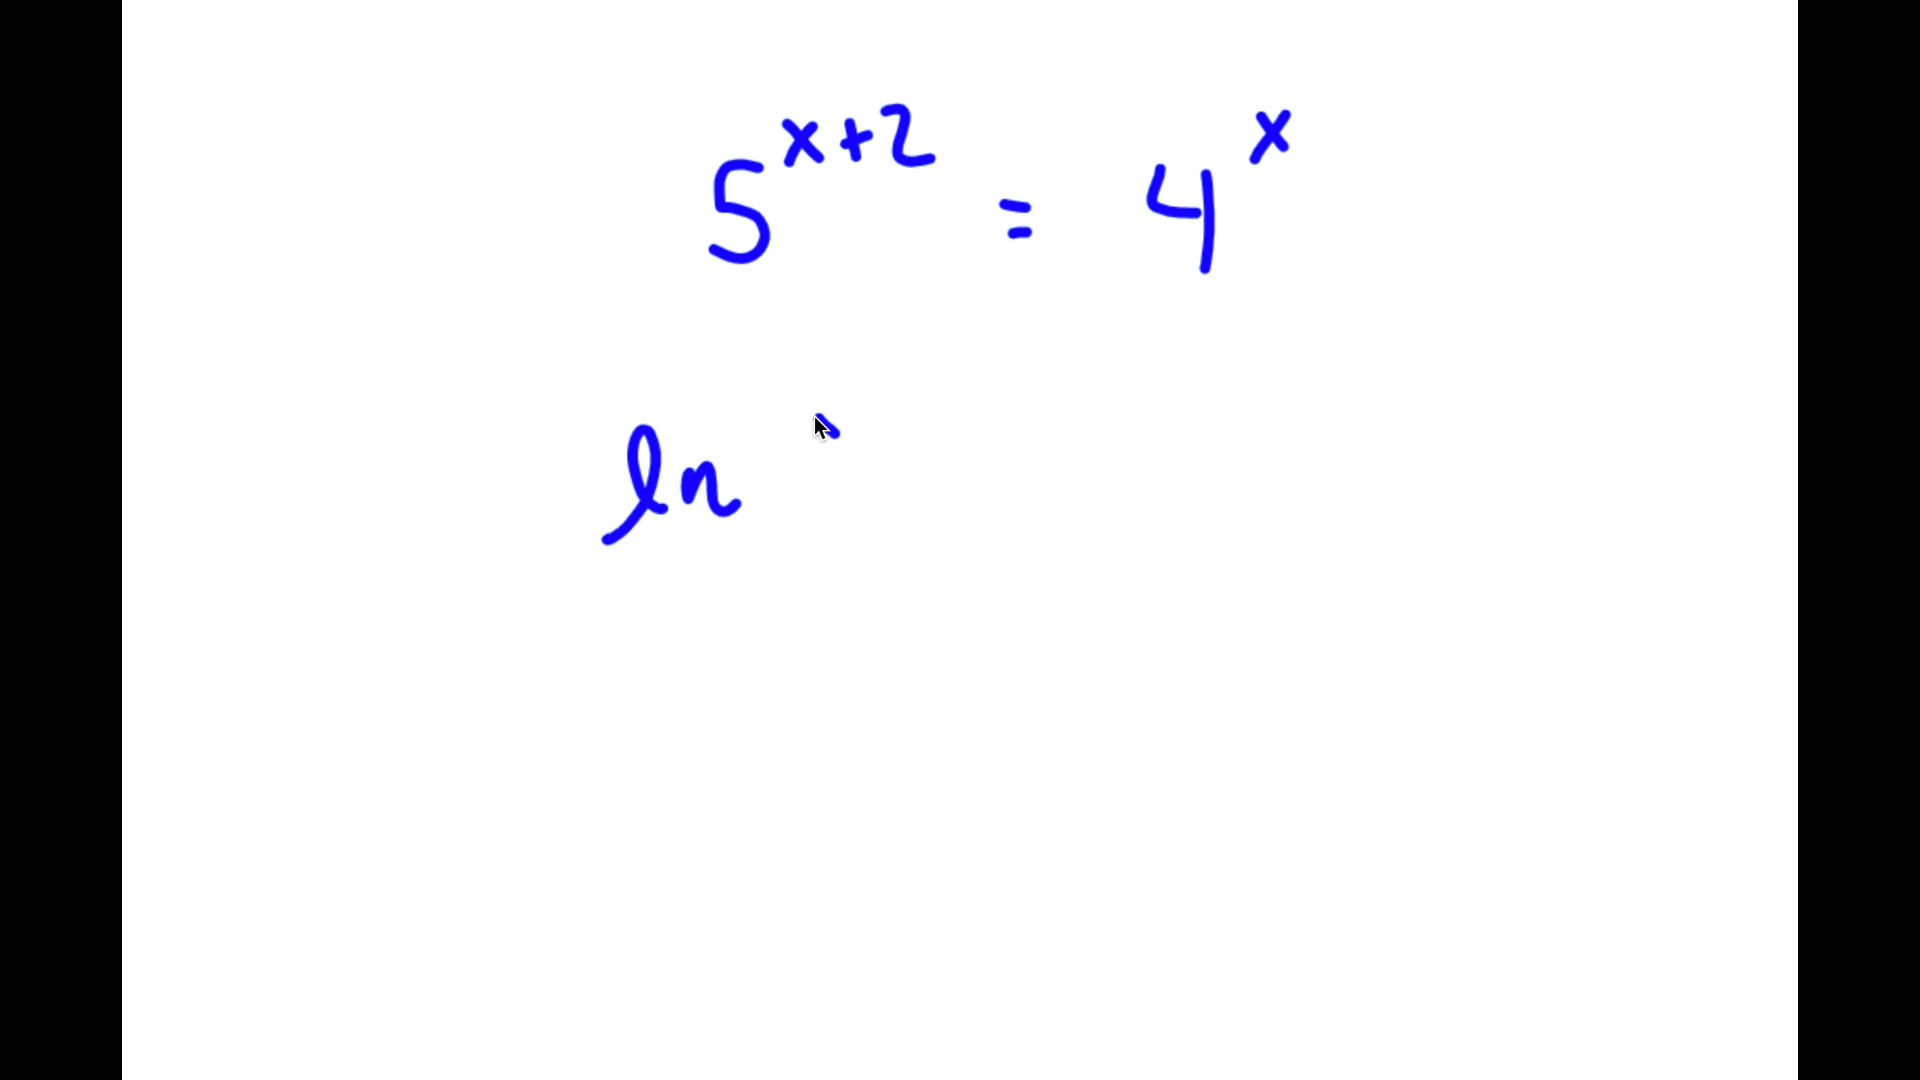 5^{x+2} = 4^x
ln